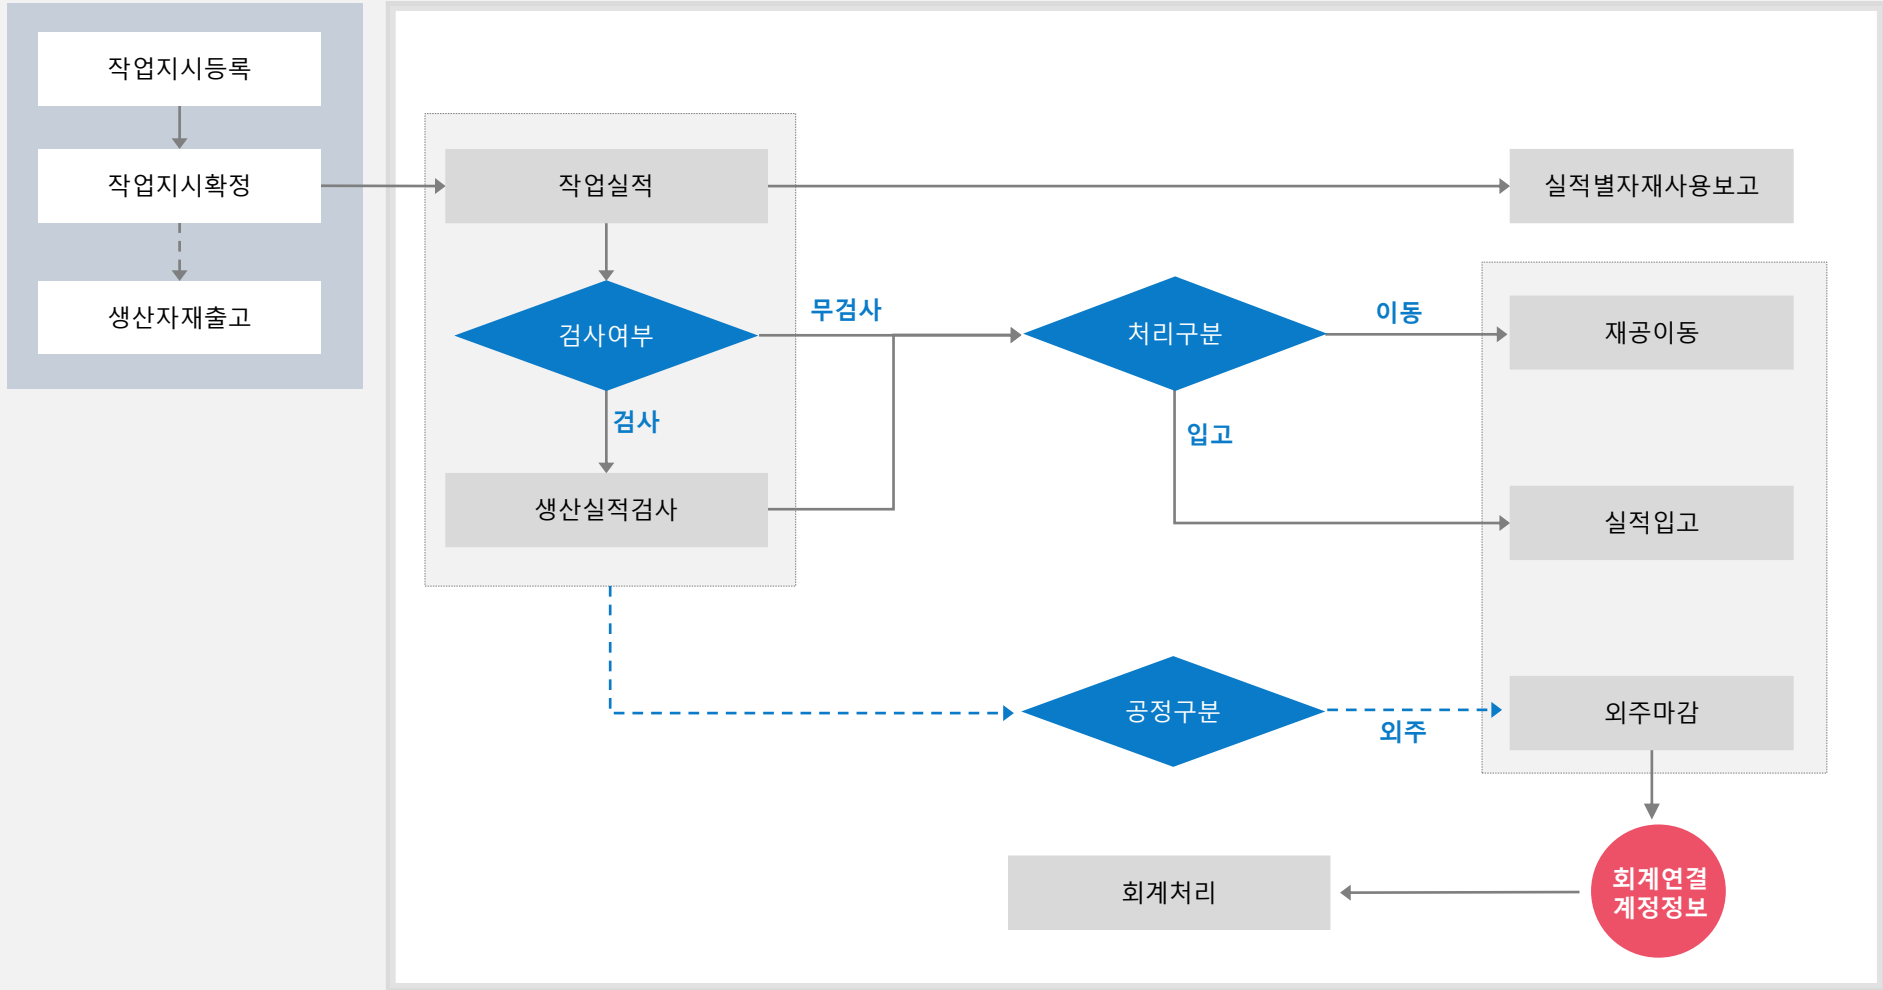 작업지시등록
작업지시확정
생산자재출고
작업실적
실적별자재사용보고
검사여부
무검사
처리구분
이동
재공이동
검사
입고
생산실적검사
실적입고
공정구분
외주
외주마감
회계처리
회계연결
계정정보